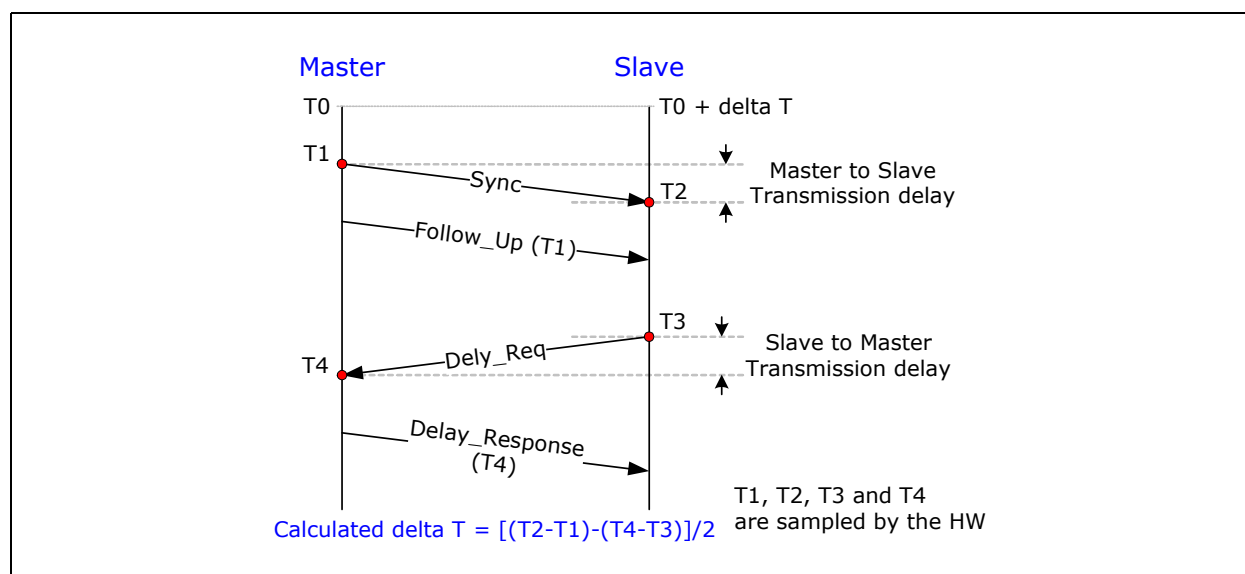 Master
Slave
T0
T0 + delta T
T1
Sync
T2
Master to Slave
Transmission delay
Follow_Up (T1)
T3
Dely_Req
Slave to Master
Transmission delay
T4
Delay_Response
(T4)
T1, T2, T3 and T4
are sampled by the HW
Calculated delta T = [(T2-T1)-(T4-T3)]/2